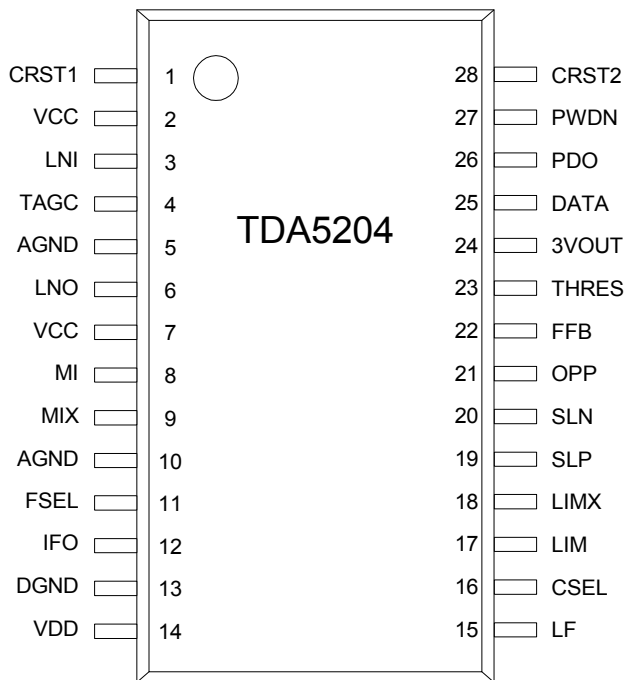 CRST1 1 28 CRST2
VCC 2 27 PWDN
LNI 3 26 PDO
TAGC 4 25 DATA
TDA5204
AGND 5 24 3VOUT
LNO 6 23 THRES
VCC 7 22 FFB
MI 8 21 OPP
MIX 9 20 SLN
AGND 10 19 SLP
FSEL 11 18 LIMX
IFO 12 17 LIM
DGND 13 16 CSEL
VDD 14 15 LF